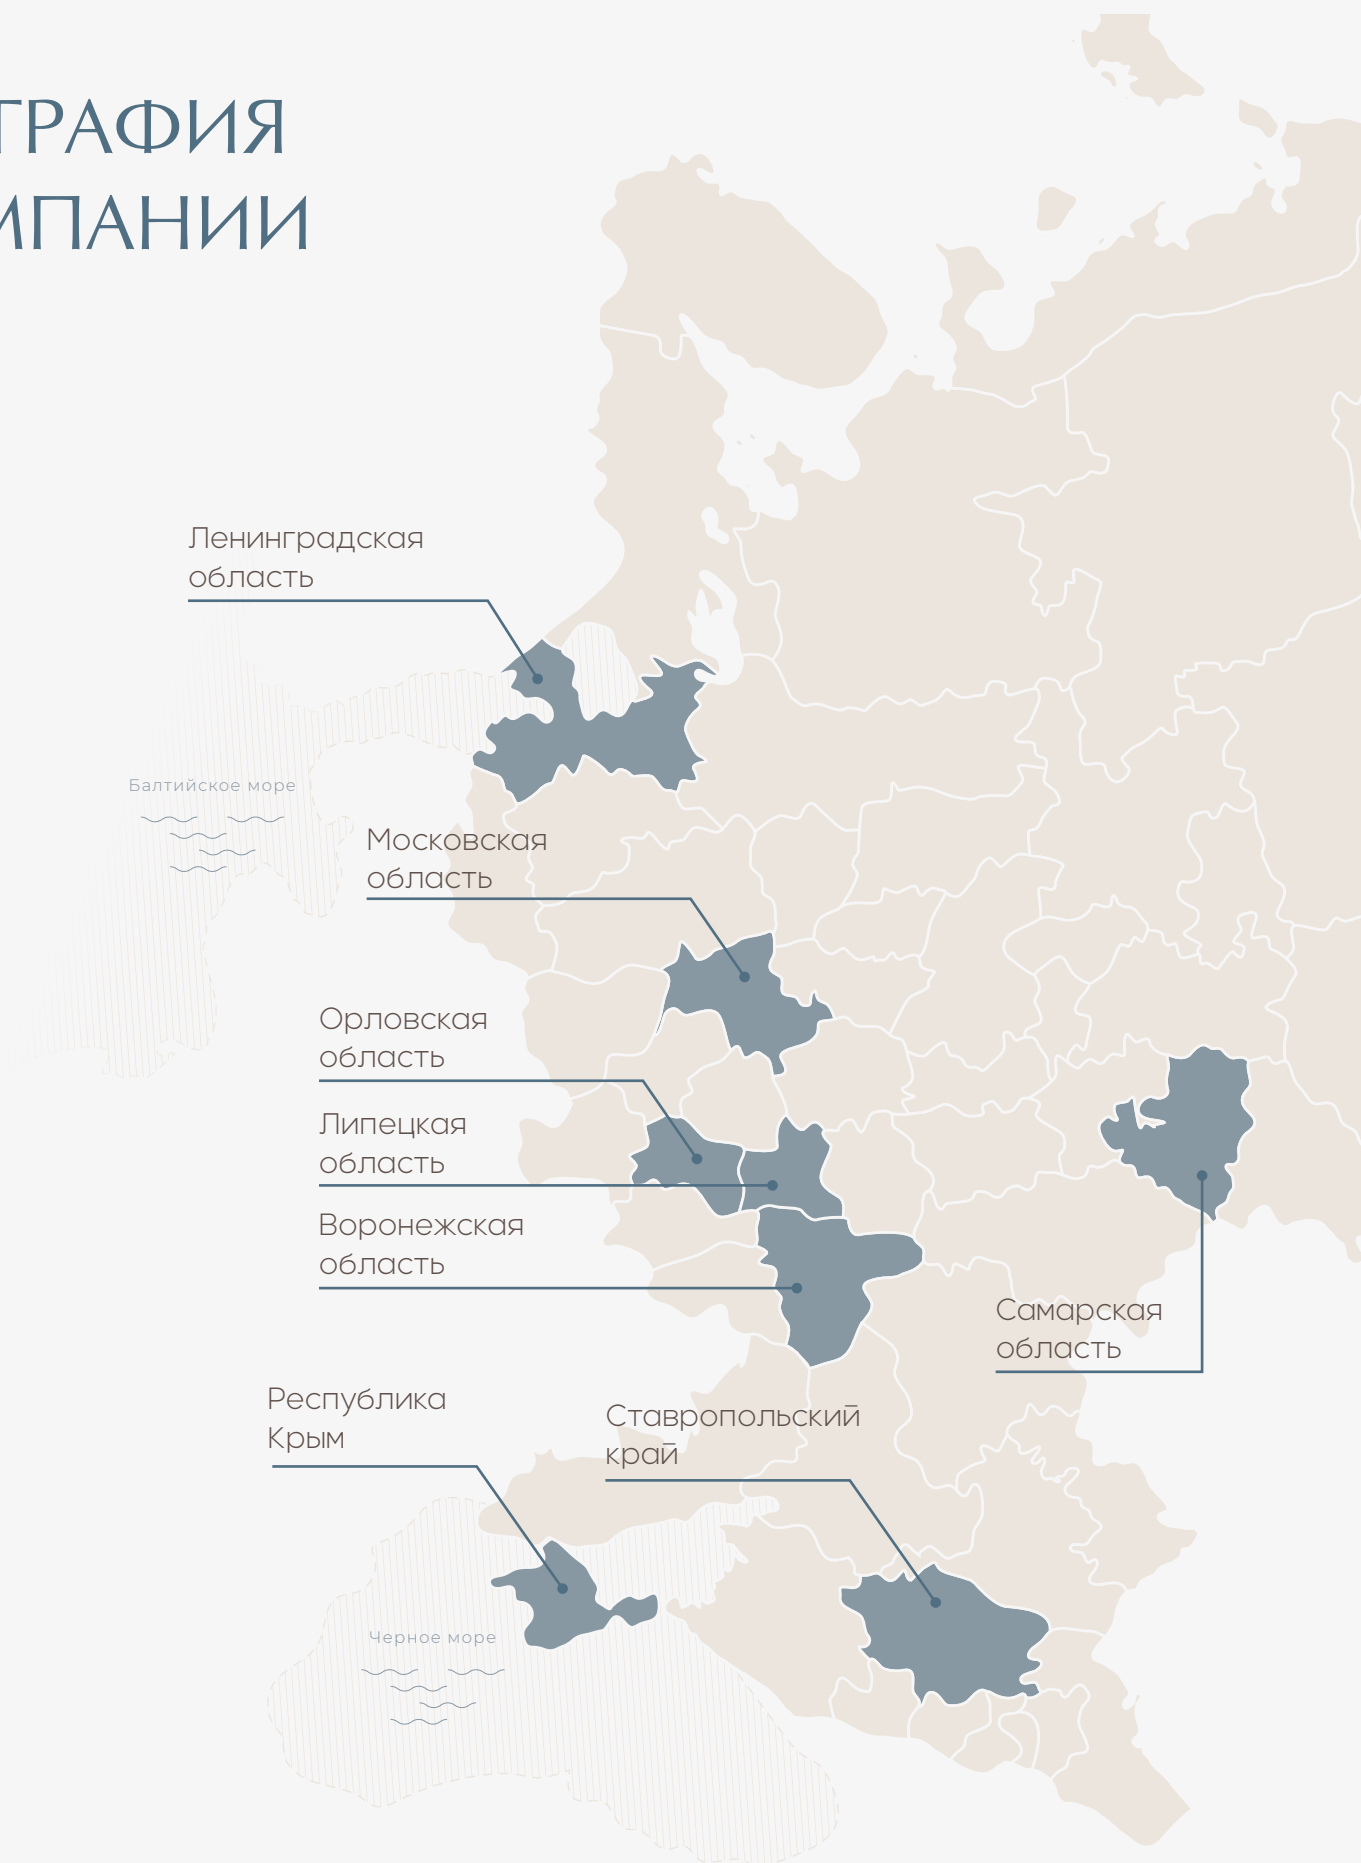 ГРАФИЯ
МПАНИИ
Ленинградская
область
Балтийское море
Московская
область
Орловская
область
Липецкая
область
Воронежская
область
Самарская
область
Республика
Крым
Ставропольский
край
Черное море